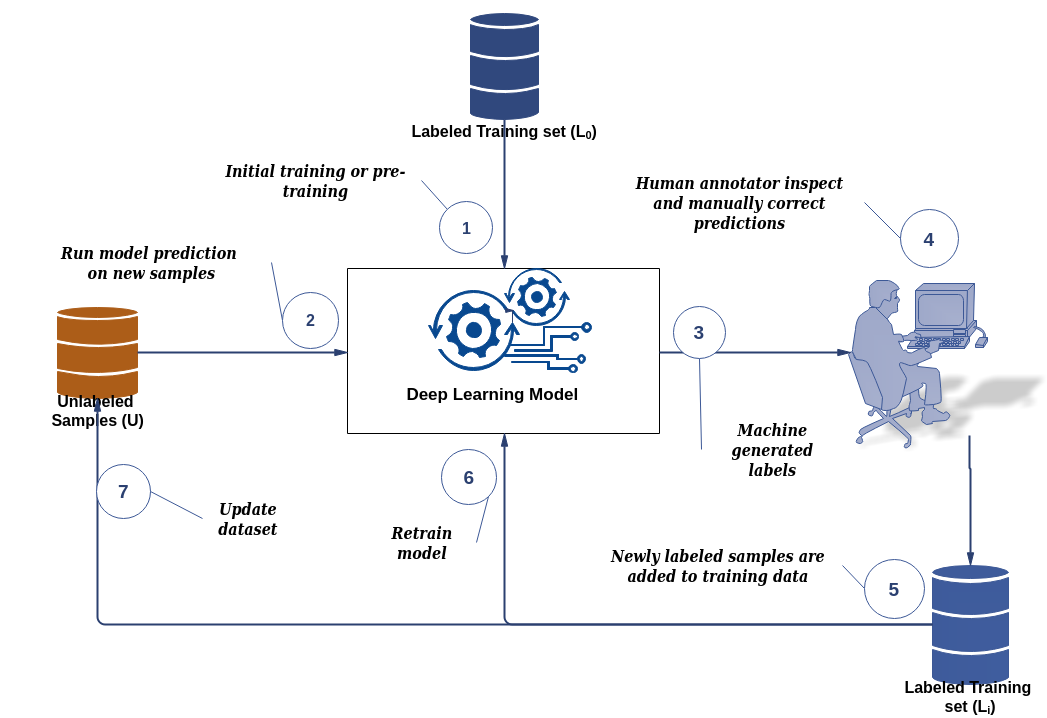 Labeled Training set (L₀)
Initial training or pre-
training
1
Human annotator inspect
and manually correct
predictions
4
Run model prediction
on new samples
2
3
Deep Learning Model
Unlabeled
Samples (U)
Machine
generated
labels
6
7
Update
dataset
Retrain
model
Newly labeled samples are
added to training data
5
Labeled Training
set (Lᵢ)